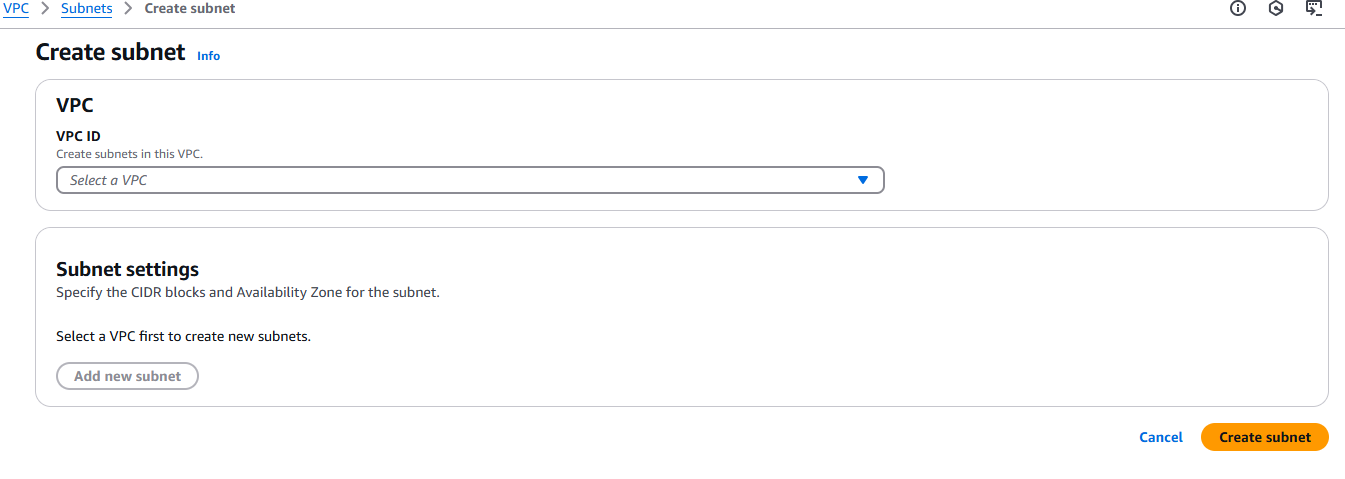 VPC > Subnets > Create subnet
Create subnet Info
VPC
VPC ID
Create subnets in this VPC.
Select a VPC
Subnet settings
Specify the CIDR blocks and Availability Zone for the subnet.
Select a VPC first to create new subnets.
Add new subnet
Cancel Create subnet